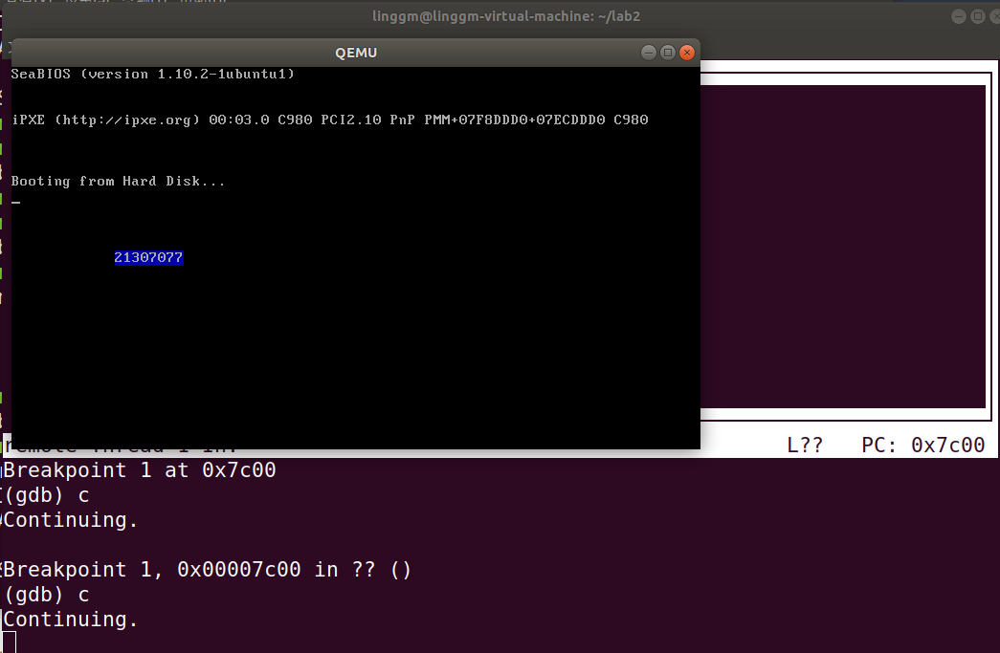 linggm@linggm-virtual-machine: ~/lab2
QEMU
SeaBIOS (version 1.10.2-1ubuntu1)
iPXE (http://ipxe.org) 00:03.0 C980 PCI2.10 PnP PMM+07F8DDD0+07ECDDD0 C980
Booting from Hard Disk...
21307077
L?? PC: 0x7c00
Breakpoint 1 at 0x7c00
(gdb) c
Continuing.
Breakpoint 1, 0x00007c00 in ?? ()
(gdb) c
Continuing.